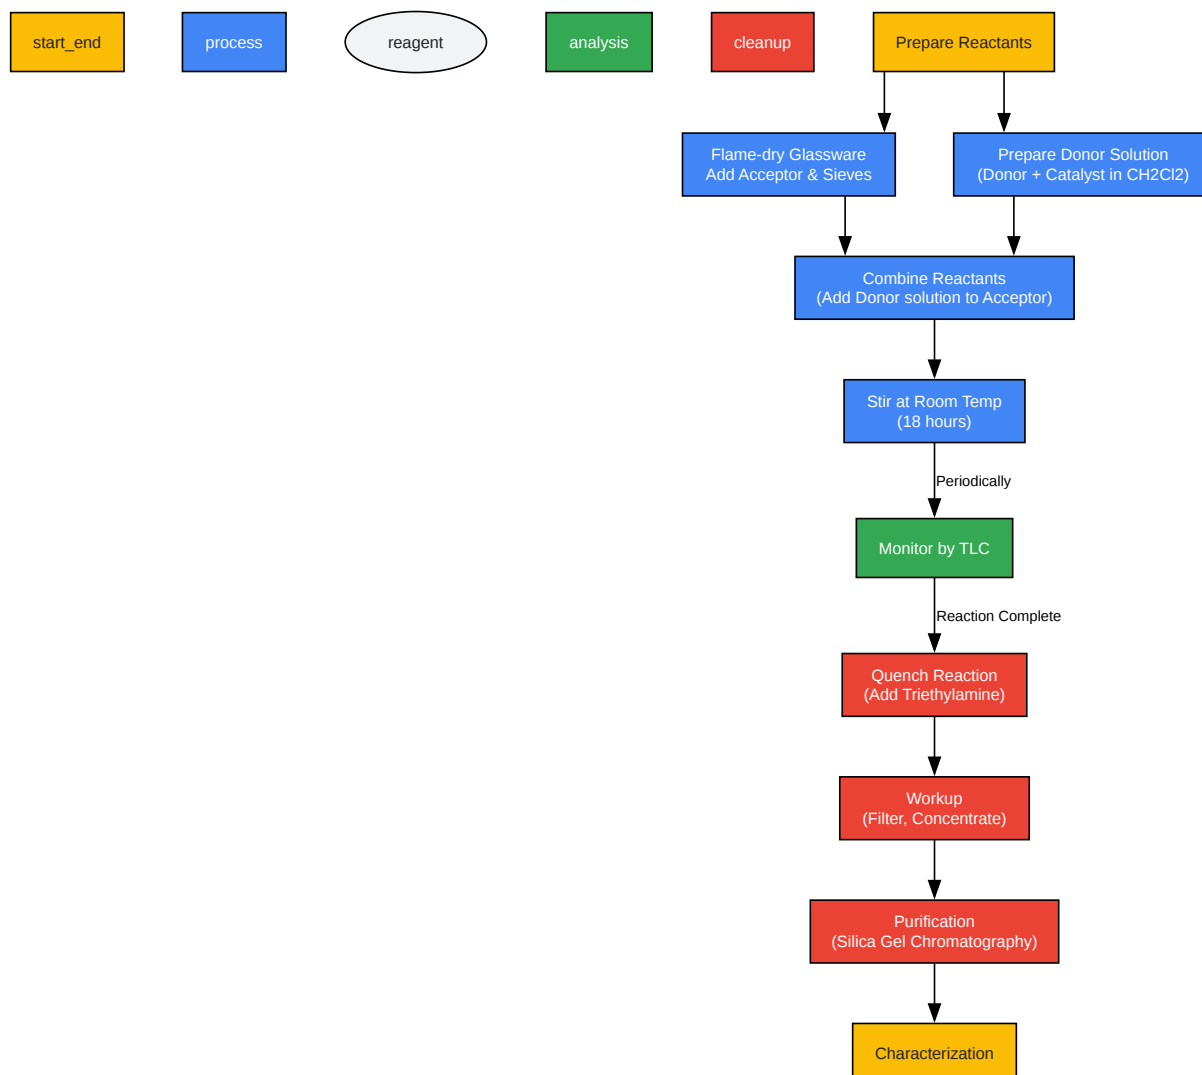 start_end
process
reagent
analysis
cleanup
Prepare Reactants
Flame-dry Glassware
Add Acceptor & Sieves
Prepare Donor Solution
(Donor + Catalyst in CH2Cl2)
Combine Reactants
(Add Donor solution to Acceptor)
Stir at Room Temp
(18 hours)
Periodically
Monitor by TLC
Reaction Complete
Quench Reaction
(Add Triethylamine)
Workup
(Filter, Concentrate)
Purification
(Silica Gel Chromatography)
Characterization